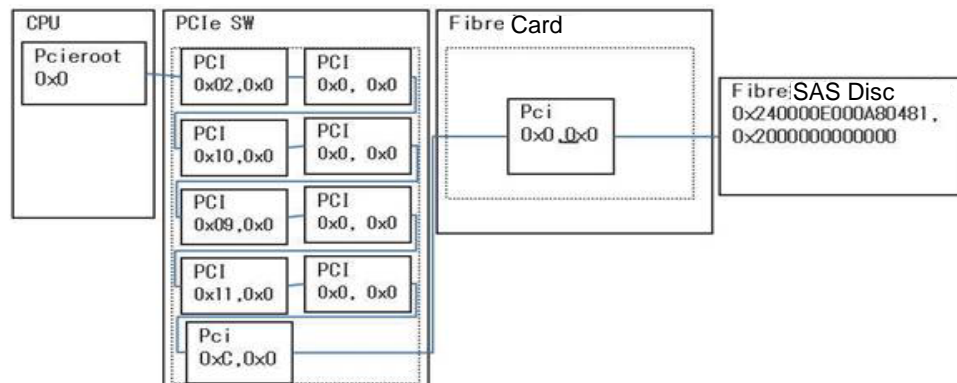 CPU
Pcieroot
0x0
PCIe SW
PCI
0x02,0x0
PCI
0x0, 0x0
PCI
0x10,0x0
PCI
0x0, 0x0
PCI
0x09,0x0
PCI
0x0, 0x0
PCI
0x11,0x0
PCI
0x0, 0x0
Pci
0xC,0x0
Fibre Card
Pci
0x0,0x0
Fibre SAS Disc
0x240000E000A80481,
0x2000000000000